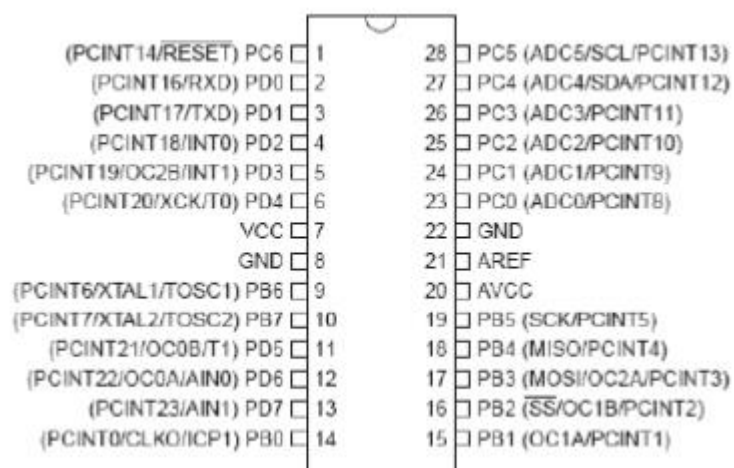 (PCINT14/RESET) PC6 1 28 PC5 (ADC5/SCL/PCINT13)
(PCINT16/RXD) PD0 2 27 PC4 (ADC4/SDA/PCINT12)
(PCINT17/TXD) PD1 3 26 PC3 (ADC3/PCINT11)
(PCINT18/INT0) PD2 4 25 PC2 (ADC2/PCINT10)
(PCINT19/OC2B/INT1) PD3 5 24 PC1 (ADC1/PCINT9)
(PCINT20/XCK/T0) PD4 6 23 PC0 (ADC0/PCINT8)
VCC 7 22 GND
GND 8 21 AREF
(PCINT6/XTAL1/TOSC1) PB6 9 20 AVCC
(PCINT7/XTAL2/TOSC2) PB7 10 19 PB5 (SCK/PCINT5)
(PCINT21/OC0B/T1) PD5 11 18 PB4 (MISO/PCINT4)
(PCINT22/OC0A/AIN0) PD6 12 17 PB3 (MOSI/OC2A/PCINT3)
(PCINT23/AIN1) PD7 13 16 PB2 (SS/OC1B/PCINT2)
(PCINT0/CLKO/ICP1) PB0 14 15 PB1 (OC1A/PCINT1)